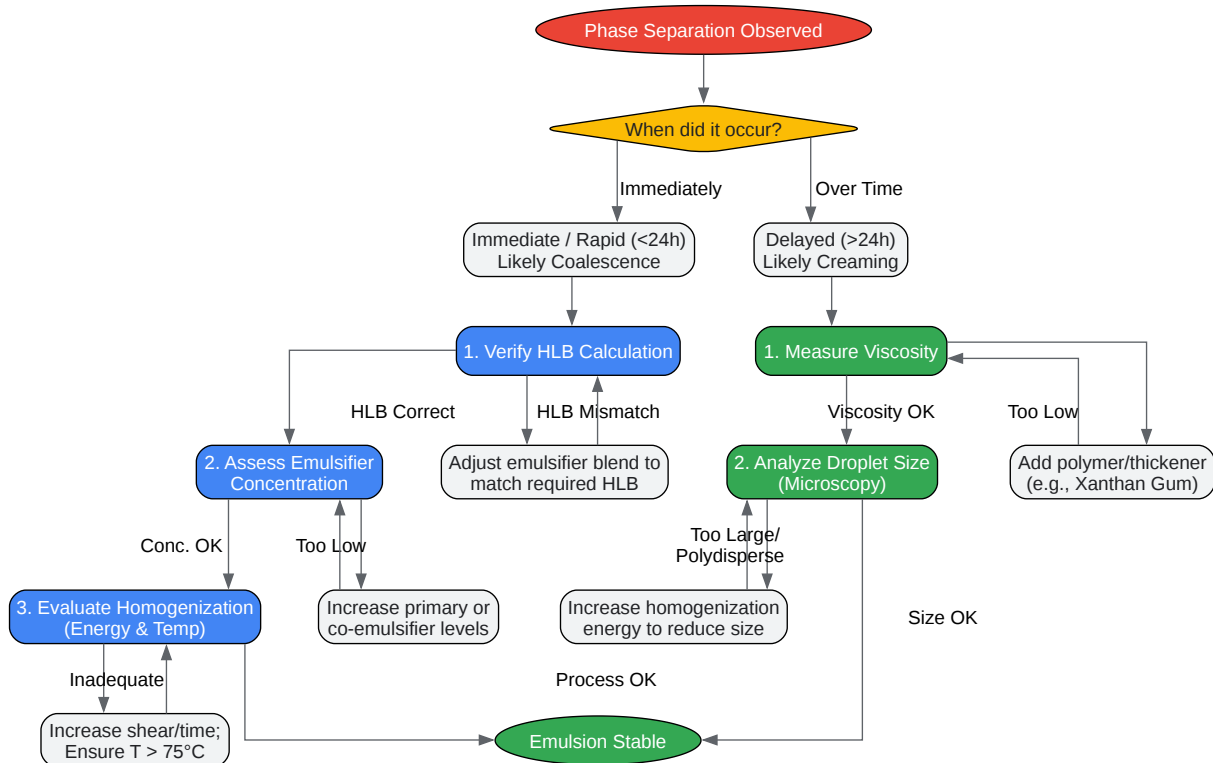 Phase Separation Observed
When did it occur?
Immediately
Over Time
Immediate / Rapid (<24h)
Likely Coalescence
Delayed (>24h)
Likely Creaming
1. Verify HLB Calculation
1. Measure Viscosity
HLB Correct
HLB Mismatch
Viscosity OK
Too Low
2. Assess Emulsifier
Concentration
Adjust emulsifier blend to
match required HLB
2. Analyze Droplet Size
(Microscopy)
Add polymer/thickener
(e.g., Xanthan Gum)
Conc. OK
Too Low
Too Large/
Polydisperse
3. Evaluate Homogenization
(Energy & Temp)
Increase primary or
co-emulsifier levels
Increase homogenization
energy to reduce size
Size OK
Inadequate
Process OK
Increase shear/time;
Ensure T > 75°C
Emulsion Stable